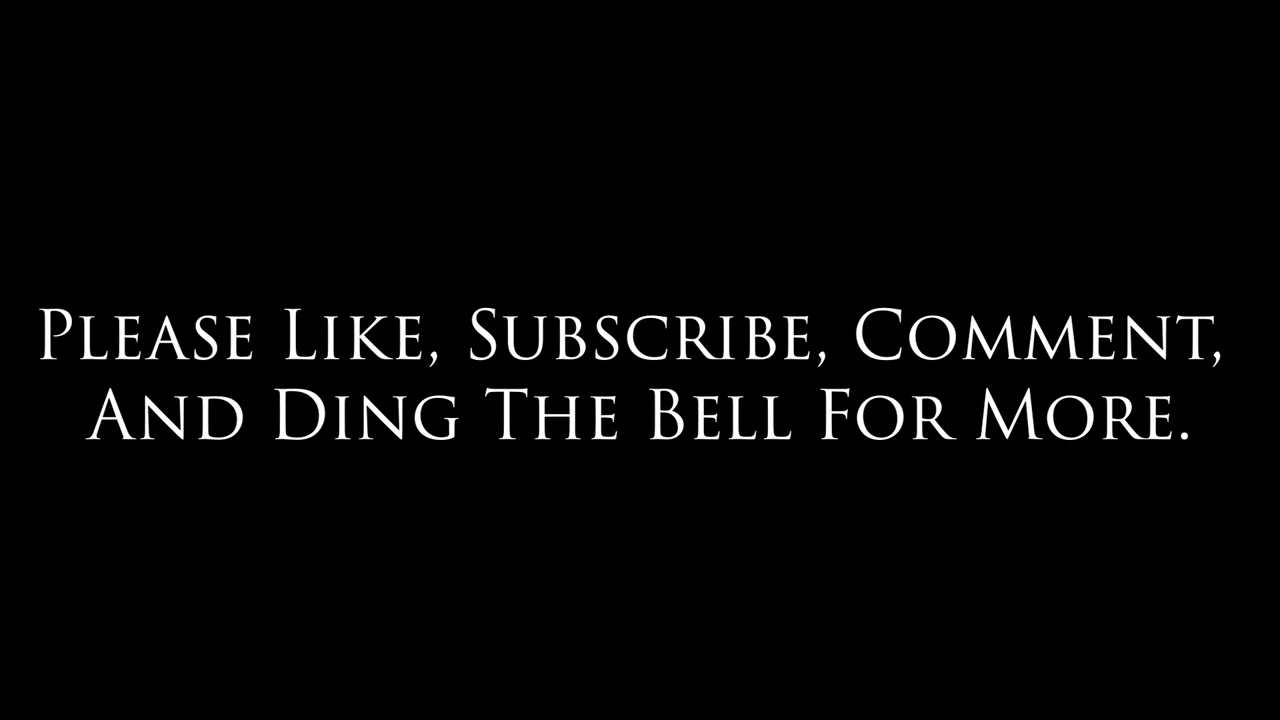 Please Like, Subscribe, Comment,
And Ding The Bell For More.